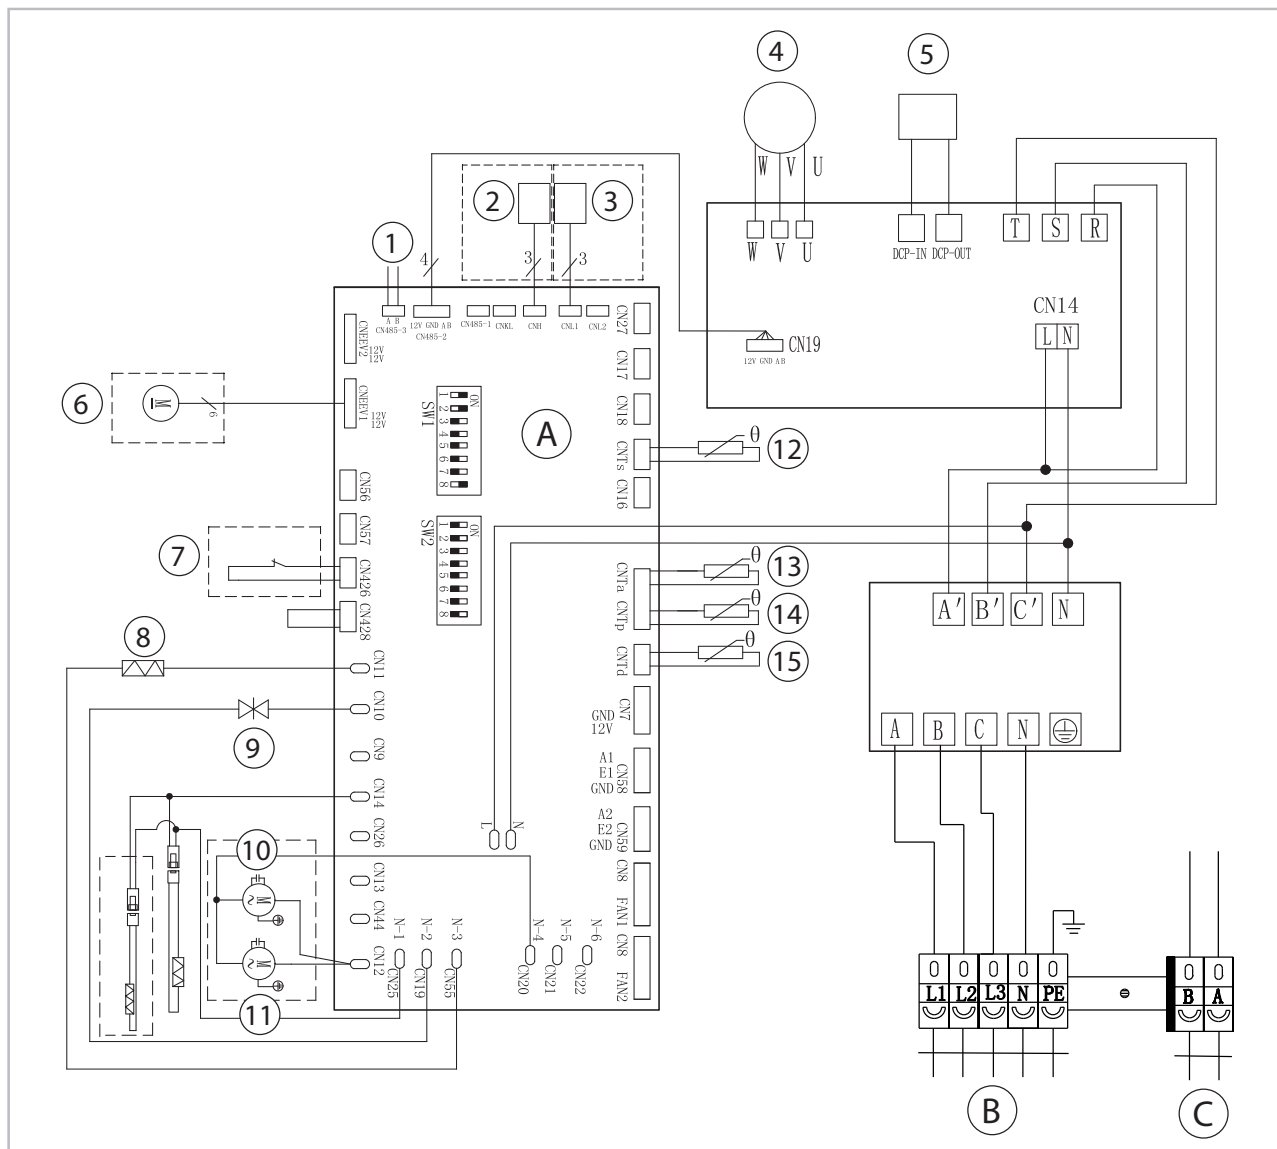 4
5
W V U
2
3
T S R
1
4
3
3
W V U
DCP-IN DCP-OUT
A B
CN485-3
12V GND A B
CN485-2
CN485-1
CNKL
CNH
CNL1
CNL2
CN27
CN14
L N
CN19
12V GND A B
CNEEV2
12V
12V
CN17
6
M
6
CNEEV1
12V
12V
SW1
ON
1
2
3
4
5
6
7
8
A
CN18
CNTs
θ
12
CN16
CN56
CN57
SW2
ON
1
2
3
4
5
6
7
8
7
CN426
CN428
CNTa
θ
13
CNTp
θ
14
CNTd
θ
15
A' B' C' N
8
CN11
CN10
9
CN7
GND
12V
A B C N
CN9
A1
E1
GND
CN58
CN14
CN26
L N
A2
E2
GND
CN59
10
M
~
CN13
CN44
CN8
FAN1
M
~
CN12
N-1
CN25
N-2
CN19
N-3
CN55
N-4
CN20
N-5
CN21
N-6
CN22
CN8
FAN2
11
L1 L2 L3 N PE
B A
B
C